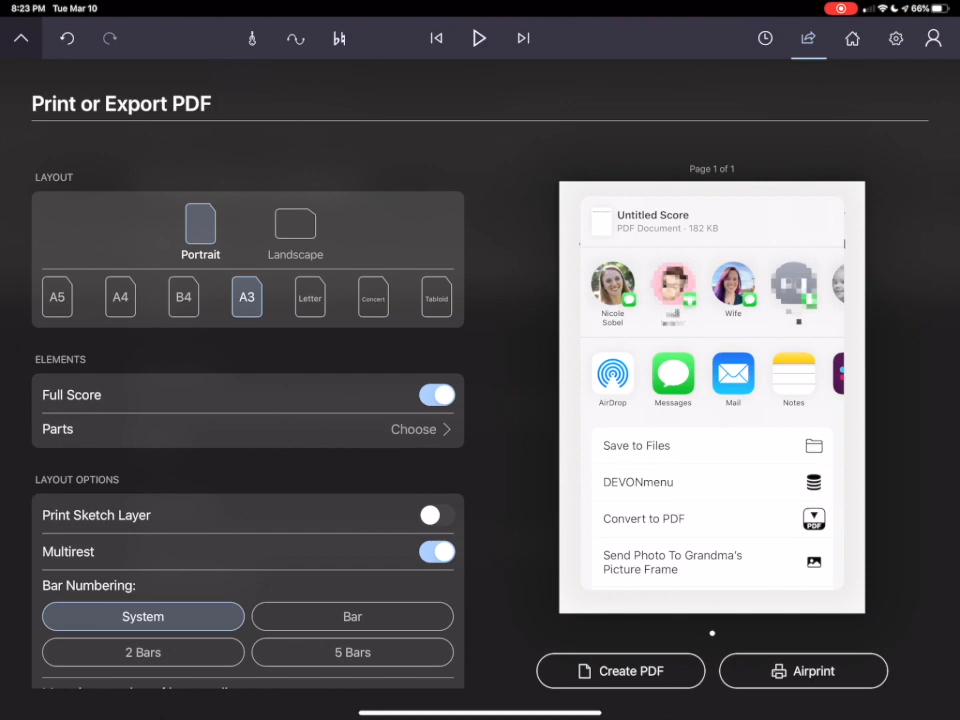 8:23 PM Tue Mar 10
66%
Print or Export PDF
LAYOUT
Portrait
Landscape
A5
A4
B4
A3
Letter
Concert
Tabloid
ELEMENTS
Full Score
Parts
Choose
LAYOUT OPTIONS
Print Sketch Layer
Multirest
Bar Numbering:
System
Bar
2 Bars
5 Bars
Page 1 of 1
Untitled Score
PDF Document · 182 KB
Nicole
Sobel
Wife
AirDrop
Messages
Mail
Notes
Save to Files
DEVONmenu
Convert to PDF
PDF
Send Photo To Grandma's
Picture Frame
Create PDF
Airprint